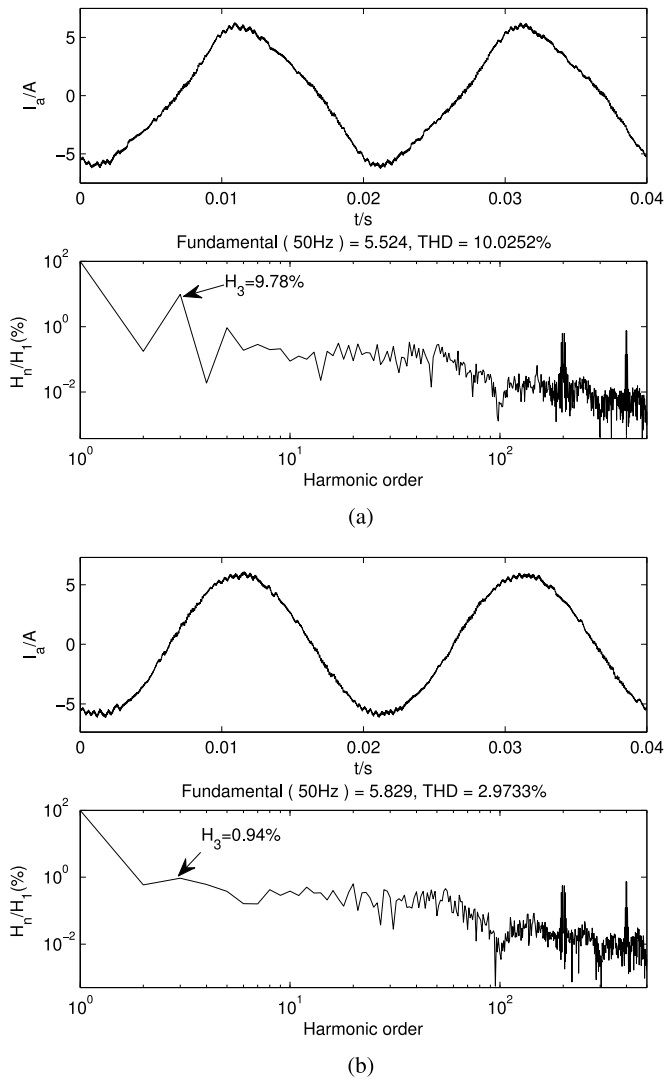 5
0
−5
I_a/A
0
0.01
0.02
0.03
0.04
t/s
Fundamental ( 50Hz ) = 5.524, THD = 10.0252%
10^2
10^0
10^−2
H_n/H_1(%)
H_3=9.78%
10^0
10^1
10^2
Harmonic order
(a)
5
0
−5
I_a/A
0
0.01
0.02
0.03
0.04
t/s
Fundamental ( 50Hz ) = 5.829, THD = 2.9733%
10^2
10^0
10^−2
H_n/H_1(%)
H_3=0.94%
10^0
10^1
10^2
Harmonic order
(b)